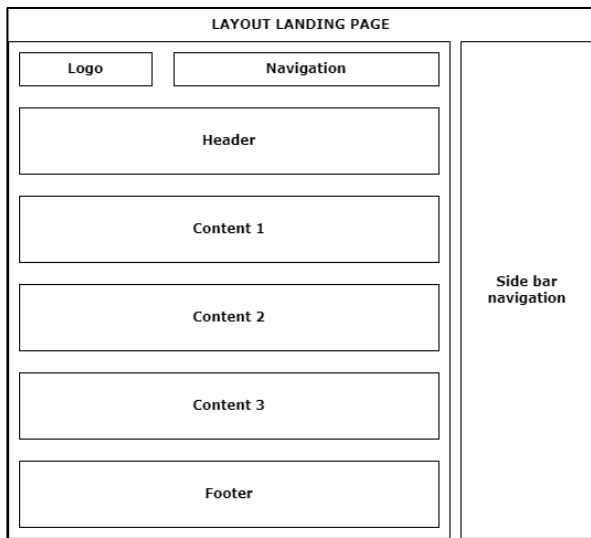 LAYOUT LANDING PAGE
Logo
Navigation
Header
Content 1
Content 2
Content 3
Footer
Side bar
navigation